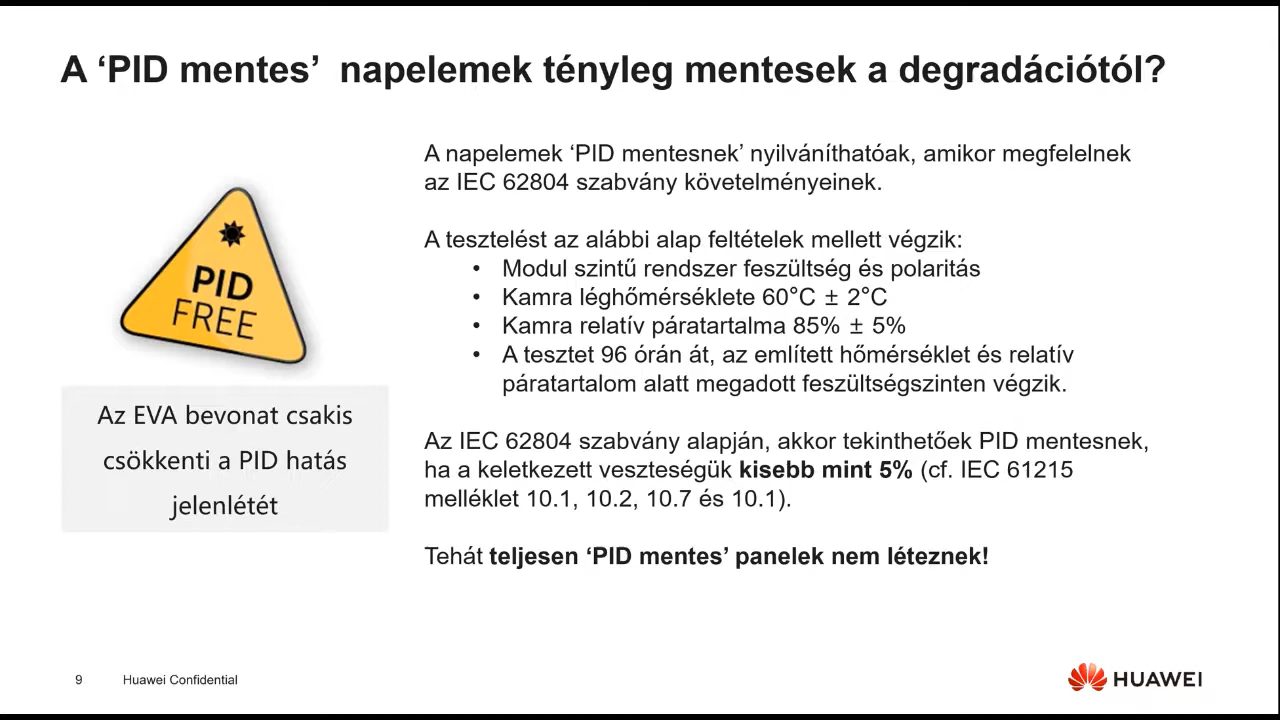 A ‘PID mentes’  napelemek tényleg mentesek a degradációtól?
PID
FREE
Az EVA bevonat csakis
csökkenti a PID hatás
jelenlétét
A napelemek ‘PID mentesnek’ nyilváníthatóak, amikor megfelelnek
az IEC 62804 szabvány követelményeinek.
A tesztelést az alábbi alap feltételek mellett végzik:
• Modul szintű rendszer feszültség és polaritás
• Kamra léghőmérséklete 60°C ± 2°C
• Kamra relatív páratartalma 85% ± 5%
• A tesztet 96 órán át, az említett hőmérséklet és relatív
páratartalom alatt megadott feszültségszinten végzik.
Az IEC 62804 szabvány alapján, akkor tekinthetőek PID mentesnek,
ha a keletkezett veszteségük kisebb mint 5% (cf. IEC 61215
melléklet 10.1, 10.2, 10.7 és 10.1).
Tehát teljesen ‘PID mentes’ panelek nem léteznek!
9 Huawei Confidential
HUAWEI